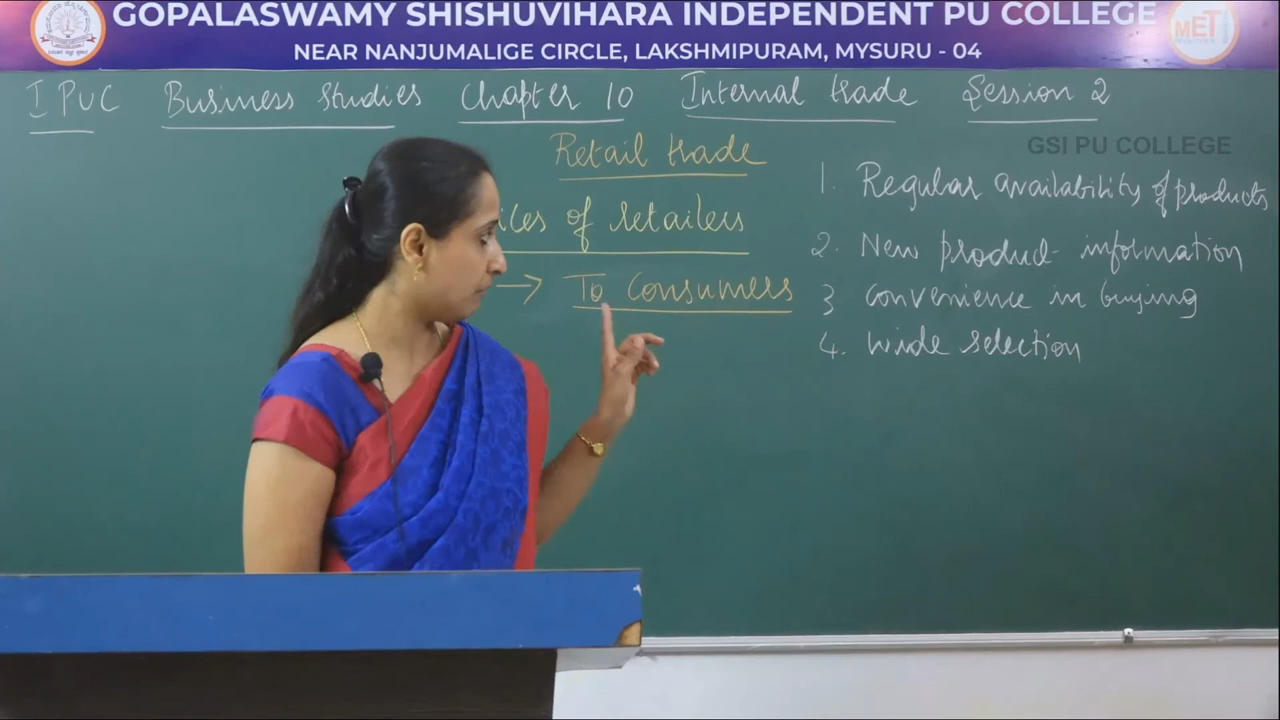 GOPALASWAMY SHISHUVIHARA INDEPENDENT PU COLLEGE
NEAR NANJUMALIGE CIRCLE, LAKSHMIPURAM, MYSURU - 04
MET
I PUC Business Studies Chapter 10 Internal trade Session 2
GSI PU COLLEGE
Retail trade
of retailers
→ To Consumers
1. Regular availability of products
2. New product information
3 Convenience in buying
4. Wide selection